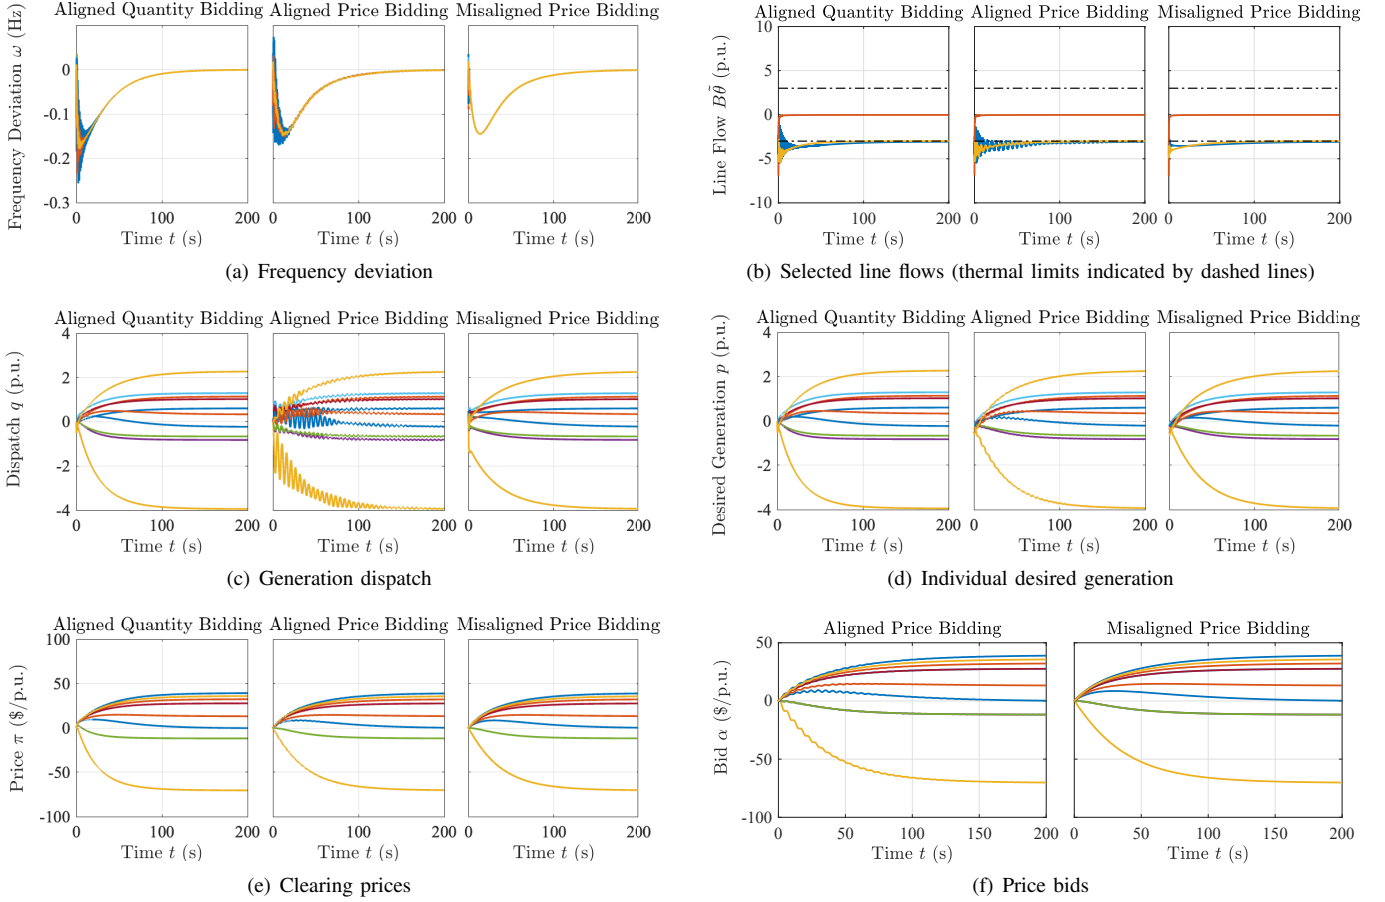 Aligned Quantity Bidding Aligned Price Bidding Misaligned Price Bidding
Frequency Deviation ω (Hz)
0
-0.1
-0.2
-0.3
0 100 200 0 100 200 0 100 200
Time t (s) Time t (s) Time t (s)
(a) Frequency deviation
Aligned Quantity Bidding Aligned Price Bidding Misaligned Price Bidding
Line Flow Bθ̃ (p.u.)
10
5
0
-5
-10
0 100 200 0 100 200 0 100 200
Time t (s) Time t (s) Time t (s)
(b) Selected line flows (thermal limits indicated by dashed lines)
Aligned Quantity Bidding Aligned Price Bidding Misaligned Price Bidding
Dispatch q (p.u.)
4
2
0
-2
-4
0 100 200 0 100 200 0 100 200
Time t (s) Time t (s) Time t (s)
(c) Generation dispatch
Aligned Quantity Bidding Aligned Price Bidding Misaligned Price Bidding
Desired Generation p (p.u.)
4
2
0
-2
-4
0 100 200 0 100 200 0 100 200
Time t (s) Time t (s) Time t (s)
(d) Individual desired generation
Aligned Quantity Bidding Aligned Price Bidding Misaligned Price Bidding
Price π ($/p.u.)
100
50
0
-50
-100
0 100 200 0 100 200 0 100 200
Time t (s) Time t (s) Time t (s)
(e) Clearing prices
Aligned Price Bidding Misaligned Price Bidding
Bid α ($/p.u.)
50
0
-50
-100
0 50 100 150 200 0 50 100 150 200
Time t (s) Time t (s)
(f) Price bids